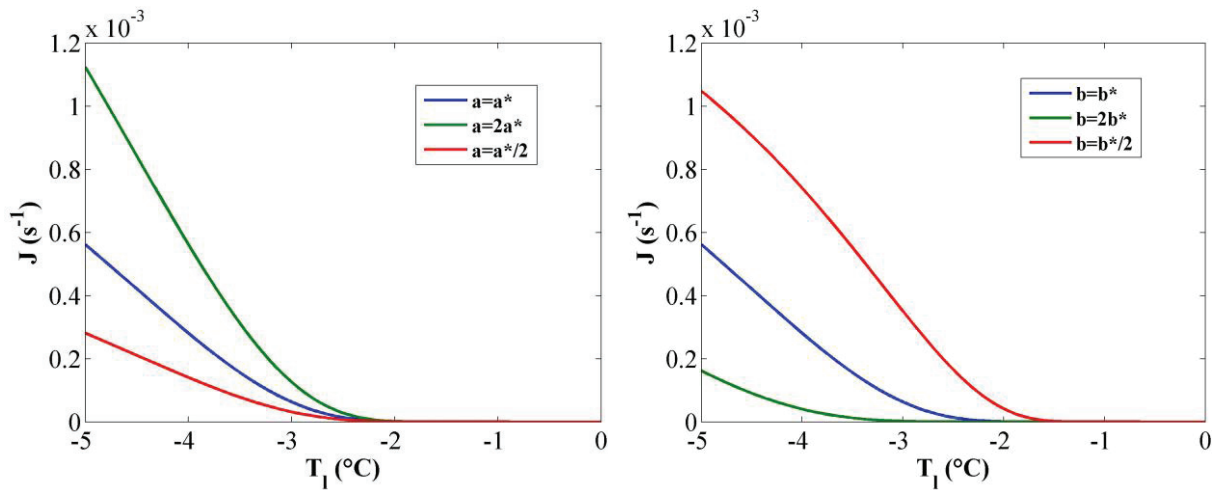 x 10⁻³
1.2
1
0.8
0.6
0.4
0.2
0
J (s⁻¹)
-5 -4 -3 -2 -1 0
T₁ (°C)
a=a*
a=2a*
a=a*/2
x 10⁻³
1.2
1
0.8
0.6
0.4
0.2
0
J (s⁻¹)
-5 -4 -3 -2 -1 0
T₁ (°C)
b=b*
b=2b*
b=b*/2